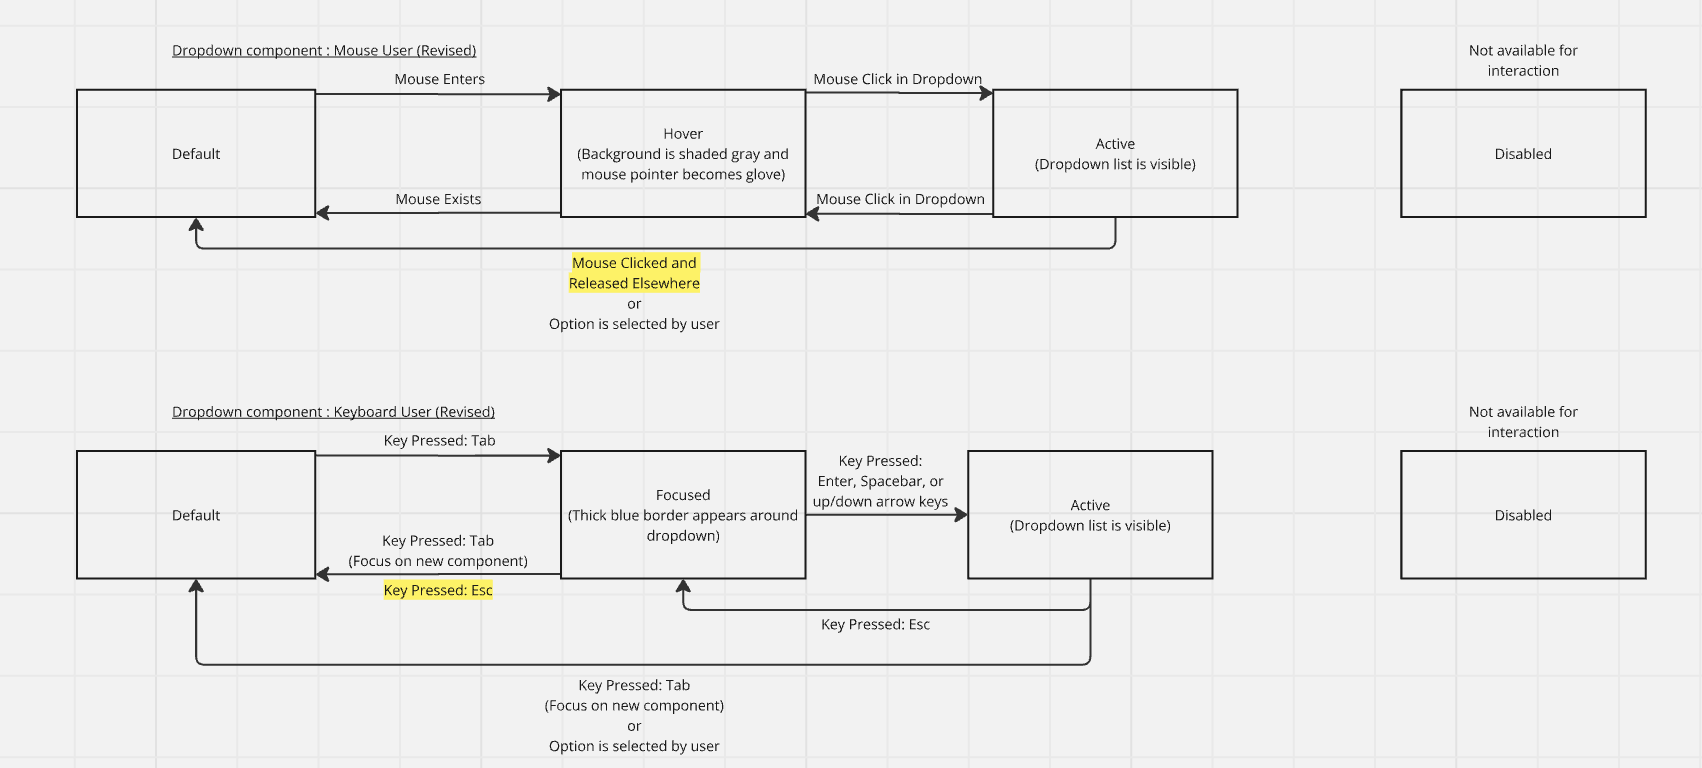 Dropdown component : Mouse User (Revised)
Not available for
interaction
Mouse Enters
Mouse Click in Dropdown
Default
Hover
(Background is shaded gray and
mouse pointer becomes glove)
Active
(Dropdown list is visible)
Disabled
Mouse Exists
Mouse Click in Dropdown
Mouse Clicked and
Released Elsewhere
or
Option is selected by user
Dropdown component : Keyboard User (Revised)
Not available for
interaction
Key Pressed: Tab
Key Pressed:
Enter, Spacebar, or
up/down arrow keys
Default
Focused
(Thick blue border appears around
dropdown)
Active
(Dropdown list is visible)
Disabled
Key Pressed: Tab
(Focus on new component)
Key Pressed: Esc
Key Pressed: Esc
Key Pressed: Tab
(Focus on new component)
or
Option is selected by user